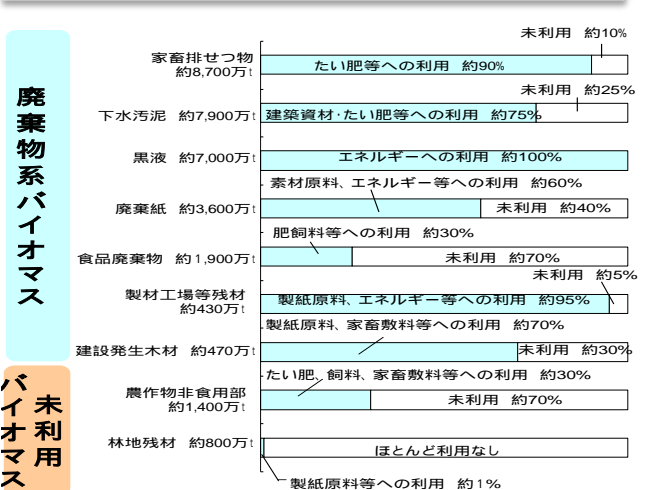 廃棄物系バイオマス
未利用 約10%
家畜排せつ物
約8,700万t
たい肥等への利用 約90%
未利用 約25%
下水汚泥 約7,900万t
建築資材・たい肥等への利用 約75%
黒液 約7,000万t
エネルギーへの利用 約100%
素材原料、エネルギー等への利用 約60%
廃棄紙 約3,600万t
未利用 約40%
肥飼料等への利用 約30%
食品廃棄物 約1,900万t
未利用 約70%
未利用 約5%
製材工場等残材
約430万t
製紙原料、エネルギー等への利用 約95%
製紙原料、家畜敷料等への利用 約70%
建設発生木材 約470万t
未利用 約30%
未利用
バイオマス
たい肥、飼料、家畜敷料等への利用 約30%
農作物非食用部
約1,400万t
未利用 約70%
林地残材 約800万t
ほとんど利用なし
製紙原料等への利用 約1%